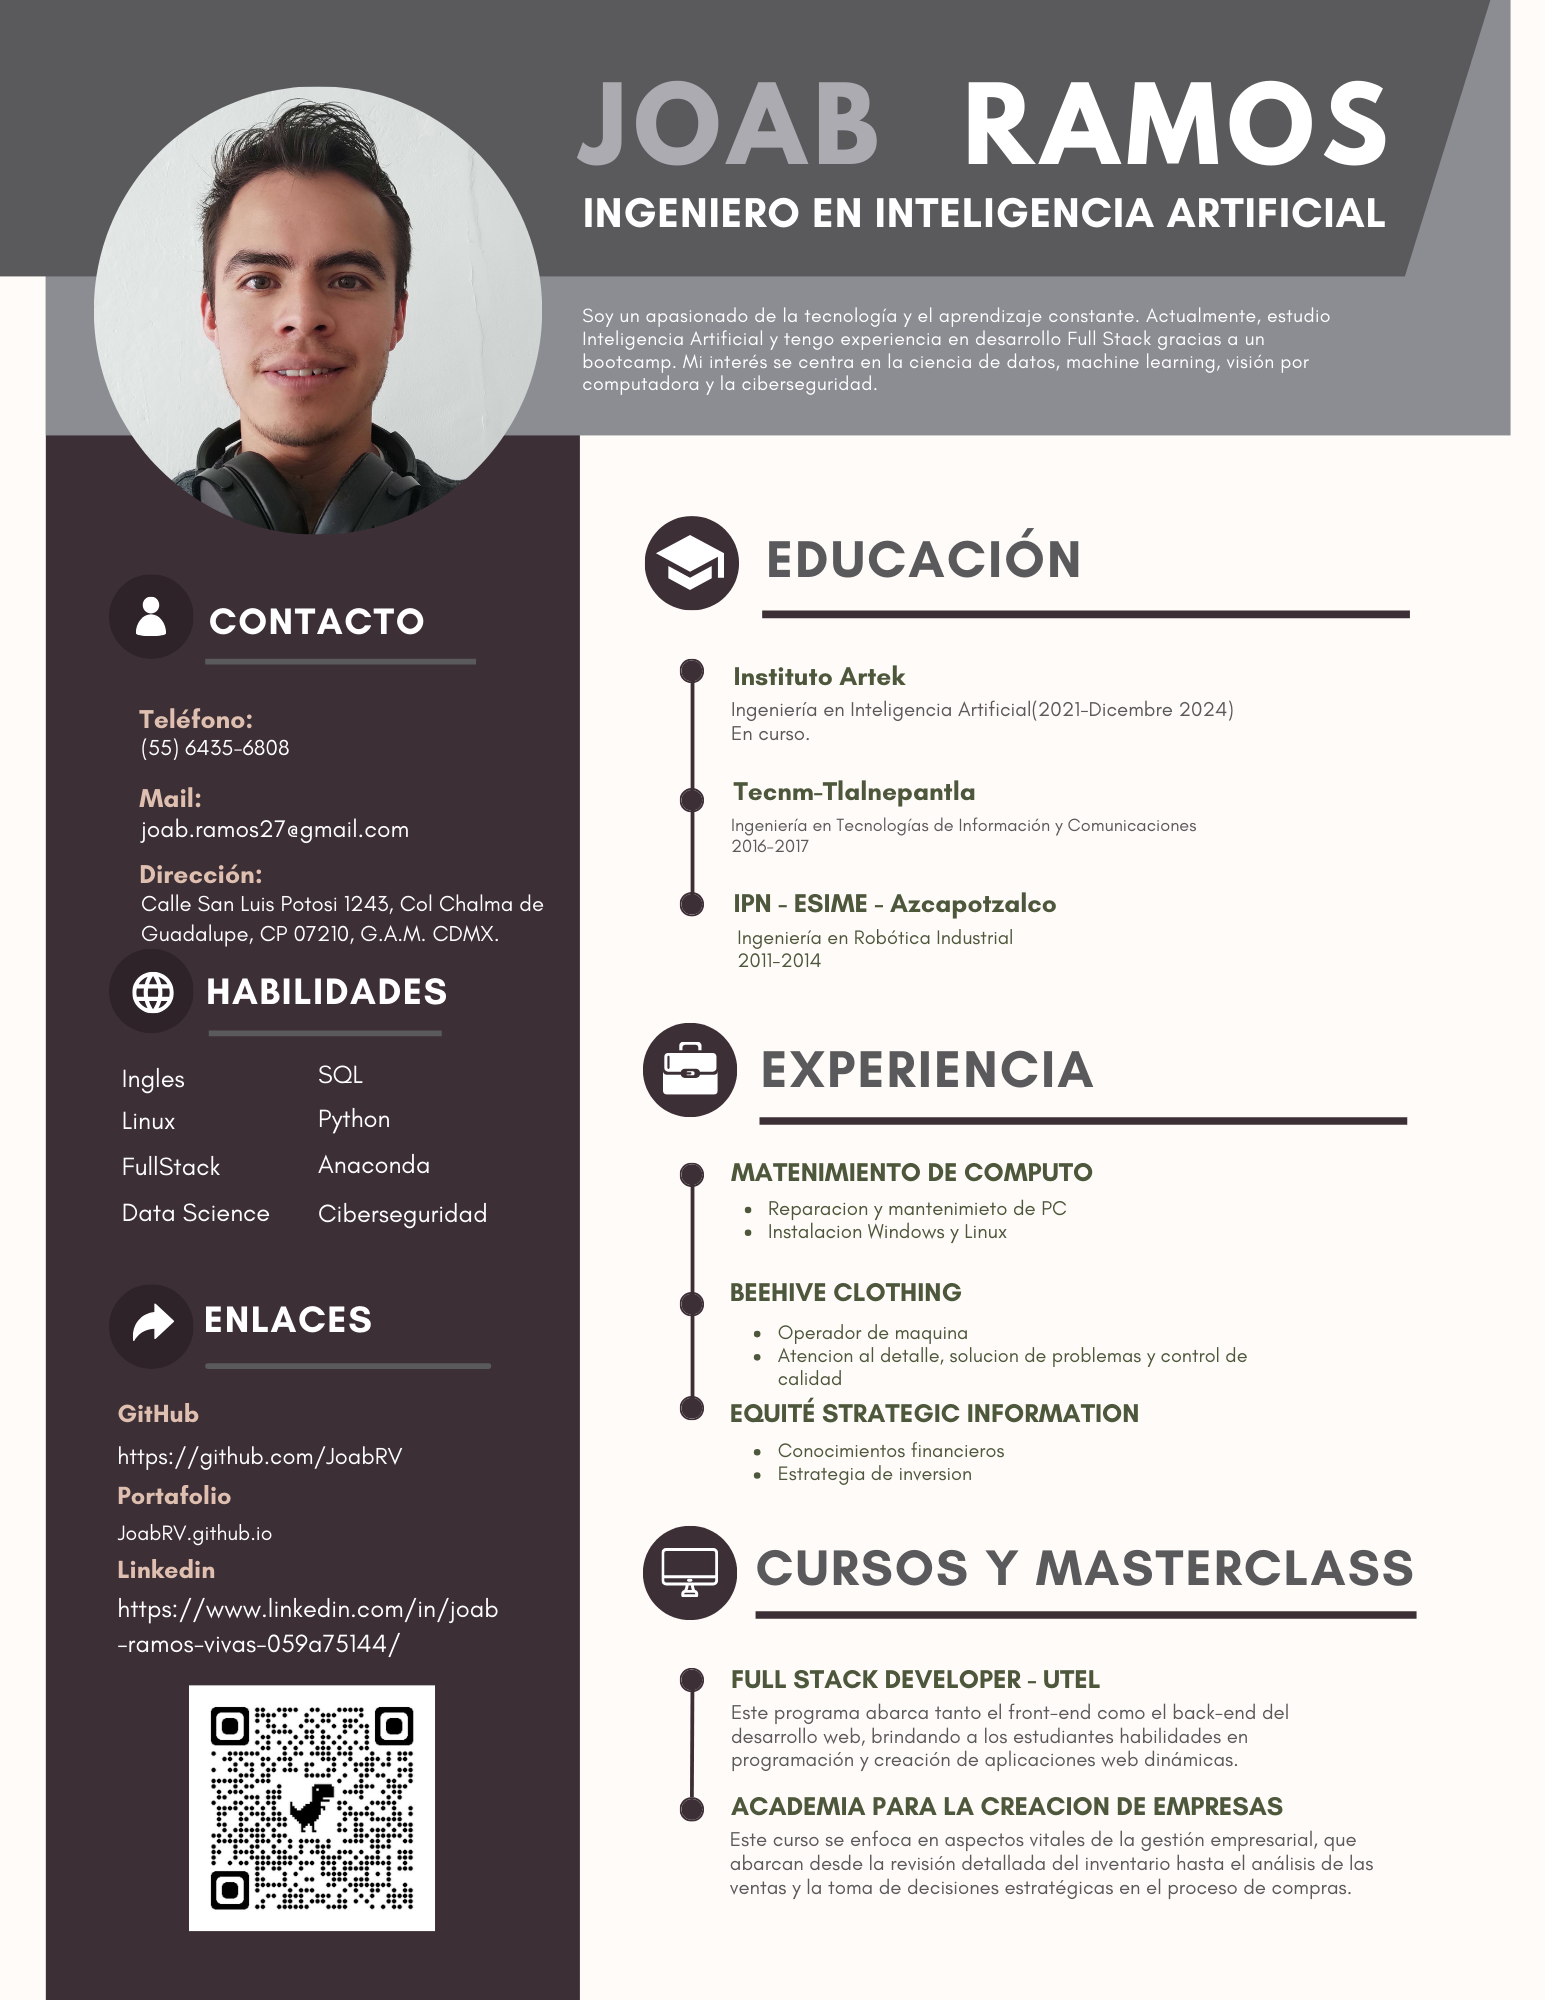 JOAB RAMOS
INGENIERO EN INTELIGENCIA ARTIFICIAL
Soy un apasionado de la tecnología y el aprendizaje constante. Actualmente, estudio
Inteligencia Artificial y tengo experiencia en desarrollo Full Stack gracias a un
bootcamp. Mi interés se centra en la ciencia de datos, machine learning, visión por
computadora y la ciberseguridad.
CONTACTO
Teléfono:
(55) 6435-6808
Mail:
joab.ramos27@gmail.com
Dirección:
Calle San Luis Potosi 1243, Col Chalma de
Guadalupe, CP 07210, G.A.M. CDMX.
HABILIDADES
Ingles
Linux
FullStack
Data Science
SQL
Python
Anaconda
Ciberseguridad
ENLACES
GitHub
https://github.com/JoabRV
Portafolio
JoabRV.github.io
Linkedin
https://www.linkedin.com/in/joab
-ramos-vivas-059a75144/
EDUCACIÓN
Instituto Artek
Ingeniería en Inteligencia Artificial(2021-Dicembre 2024)
En curso.
Tecnm-Tlalnepantla
Ingeniería en Tecnologías de Información y Comunicaciones
2016-2017
IPN - ESIME - Azcapotzalco
Ingeniería en Robótica Industrial
2011-2014
EXPERIENCIA
MATENIMIENTO DE COMPUTO
• Reparacion y mantenimieto de PC
• Instalacion Windows y Linux
BEEHIVE CLOTHING
• Operador de maquina
• Atencion al detalle, solucion de problemas y control de
calidad
EQUITÉ STRATEGIC INFORMATION
• Conocimientos financieros
• Estrategia de inversion
CURSOS Y MASTERCLASS
FULL STACK DEVELOPER - UTEL
Este programa abarca tanto el front-end como el back-end del
desarrollo web, brindando a los estudiantes habilidades en
programación y creación de aplicaciones web dinámicas.
ACADEMIA PARA LA CREACION DE EMPRESAS
Este curso se enfoca en aspectos vitales de la gestión empresarial, que
abarcan desde la revisión detallada del inventario hasta el análisis de las
ventas y la toma de decisiones estratégicas en el proceso de compras.